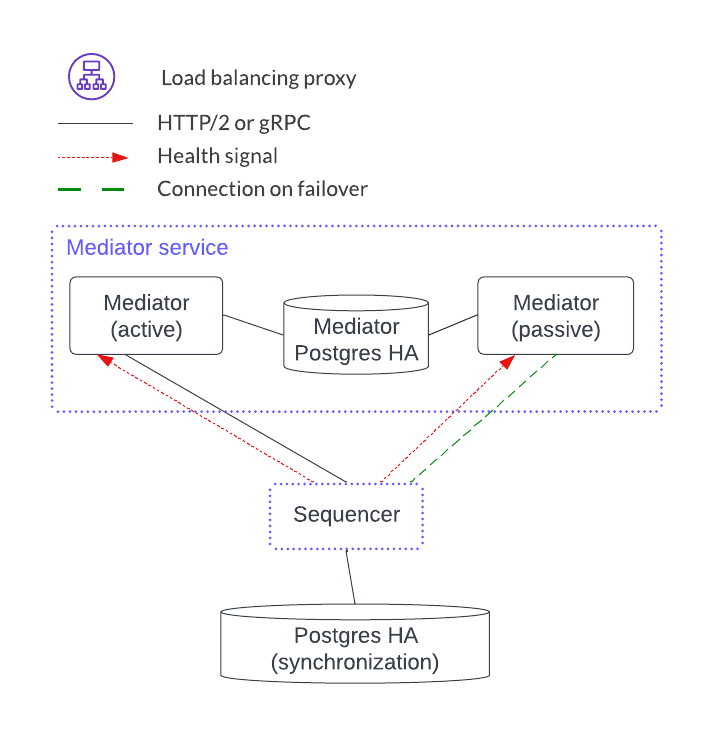 Load balancing proxy
HTTP/2 or gRPC
Health signal
Connection on failover
Mediator service
Mediator
(active)
Mediator
Postgres HA
Mediator
(passive)
Sequencer
Postgres HA
(synchronization)